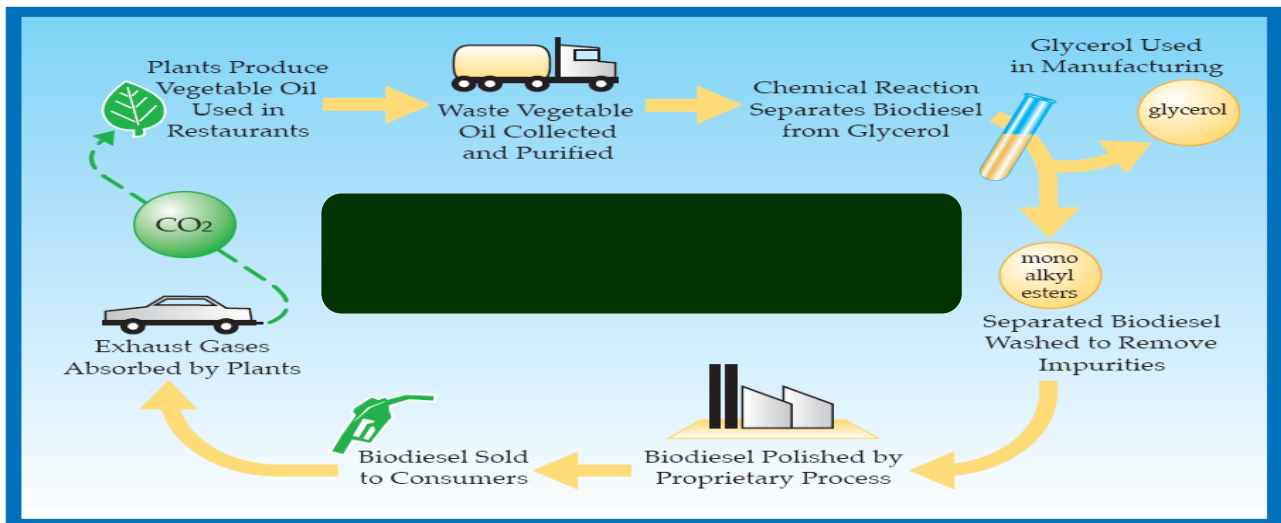 Plants Produce
Vegetable Oil
Used in
Restaurants
Waste Vegetable
Oil Collected
and Purified
Chemical Reaction
Separates Biodiesel
from Glycerol
Glycerol Used
in Manufacturing
glycerol
mono
alkyl
esters
Separated Biodiesel
Washed to Remove
Impurities
Biodiesel Polished by
Proprietary Process
Biodiesel Sold
to Consumers
Exhaust Gases
Absorbed by Plants
CO2